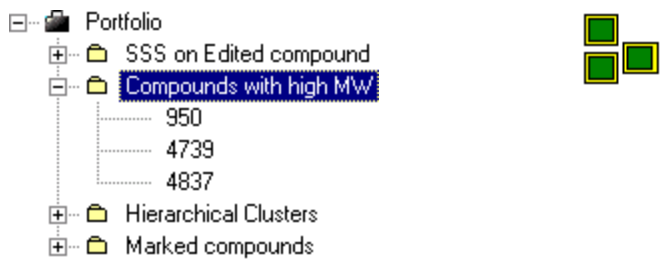 Portfolio
SSS on Edited compound
Compounds with high MW
950
4739
4837
Hierarchical Clusters
Marked compounds